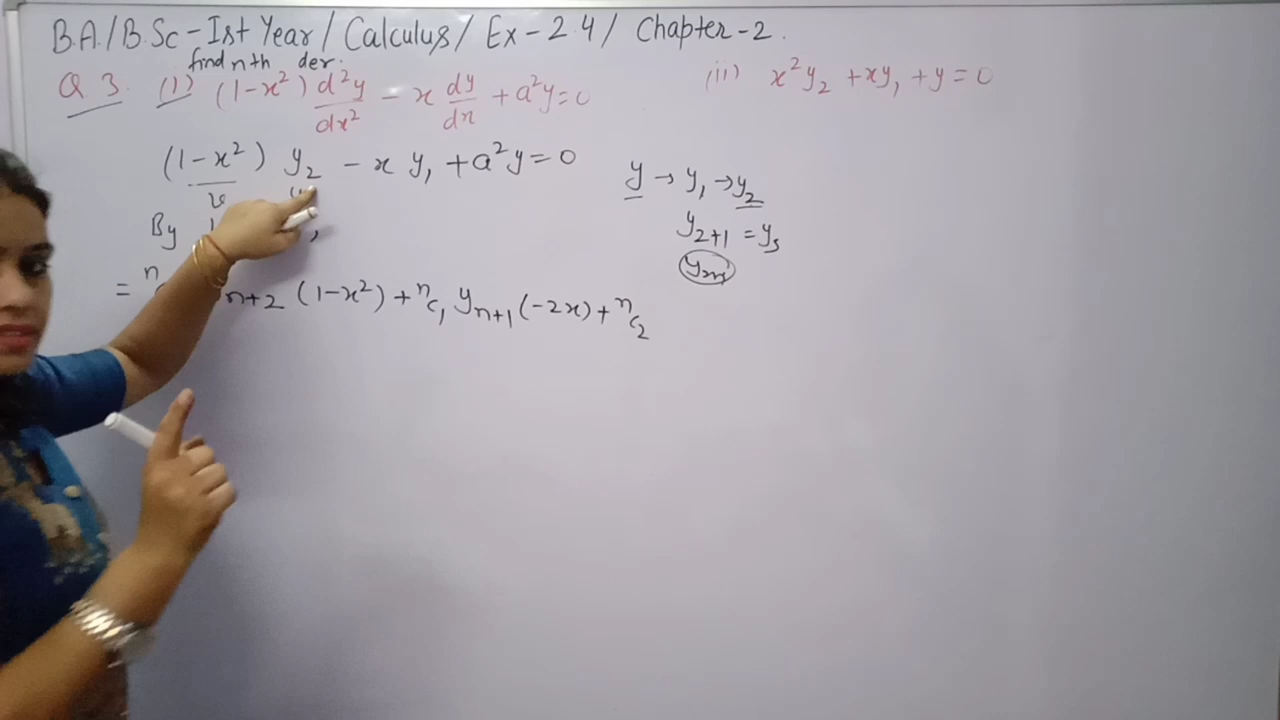 B.A./B.Sc-Ist Year/Calculus/Ex-2.4/Chapter-2.
find nth der.
Q 3. (1) (1-x²) d²y/dx² - x dy/dx + a²y=0
(ii) x²y₂ + xy₁ + y = 0
(1-x²) y₂ - x y₁ + a²y=0
y → y₁ → y₂
By
y₂₊₁ = y₃
= n n+2 (1-x²) + ⁿc₁ yₙ₊₁ (-2x) + ⁿc₂